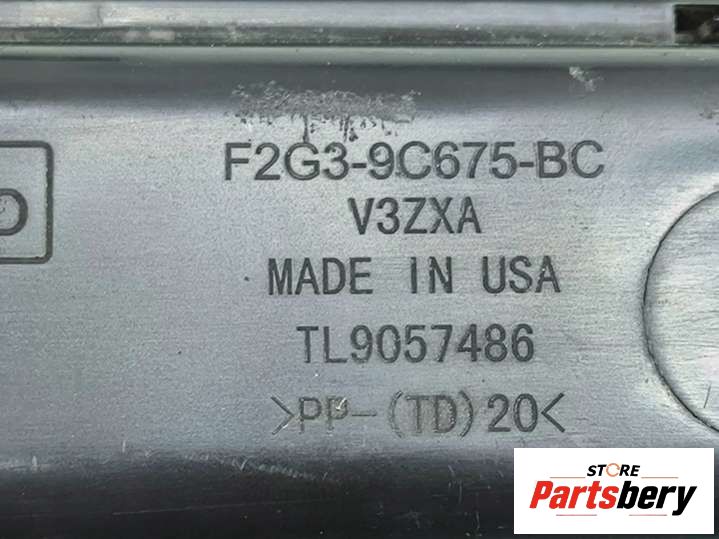 F2G3-9C675-BC
V3ZXA
MADE IN USA
TL9057486
>PP-(TD)20<
STORE
Partsbery